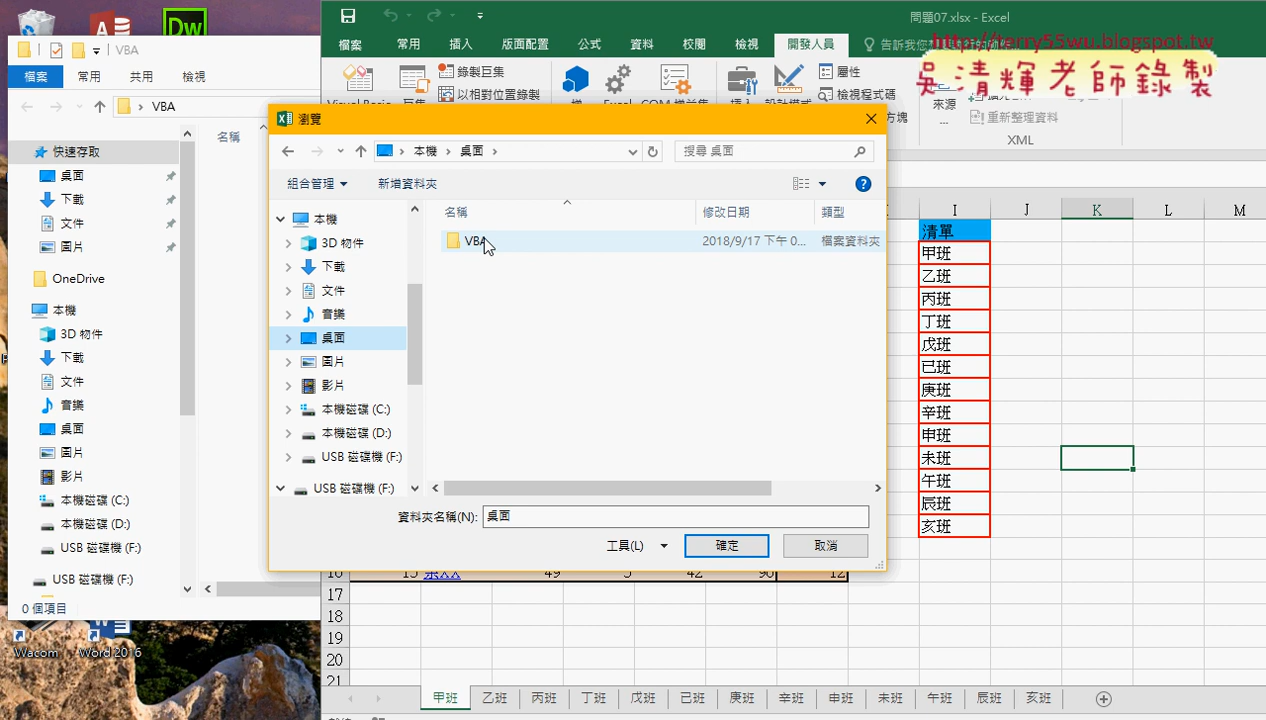 問題07.xlsx - Excel
檔案
常用
插入
版面配置
公式
資料
校閱
檢視
開發人員
http://terry55wu.blogspot.tw
吳清輝老師錄製
錄製巨集
以相對位置錄製
屬性
檢視程式碼
來源
重新整理資料
XML
VBA
檔案
常用
共用
檢視
VBA
名稱
快速存取
桌面
下載
文件
圖片
OneDrive
本機
3D 物件
下載
文件
音樂
桌面
圖片
影片
本機磁碟 (C:)
本機磁碟 (D:)
USB 磁碟機 (F:)
USB 磁碟機 (F:)
0 個項目
Wacom
Word 2016
瀏覽
本機
桌面
搜尋 桌面
組合管理
新增資料夾
本機
3D 物件
下載
文件
音樂
桌面
圖片
影片
本機磁碟 (C:)
本機磁碟 (D:)
USB 磁碟機 (F:)
USB 磁碟機 (F:)
名稱
修改日期
類型
VBA
2018/9/17 下午 0...
檔案資料夾
資料夾名稱(N):
桌面
工具(L)
確定
取消
I
J
K
L
M
清單
甲班
乙班
丙班
丁班
戊班
已班
庚班
辛班
申班
未班
午班
辰班
亥班
17
18
19
20
21
甲班
乙班
丙班
丁班
戊班
已班
庚班
辛班
申班
未班
午班
辰班
亥班